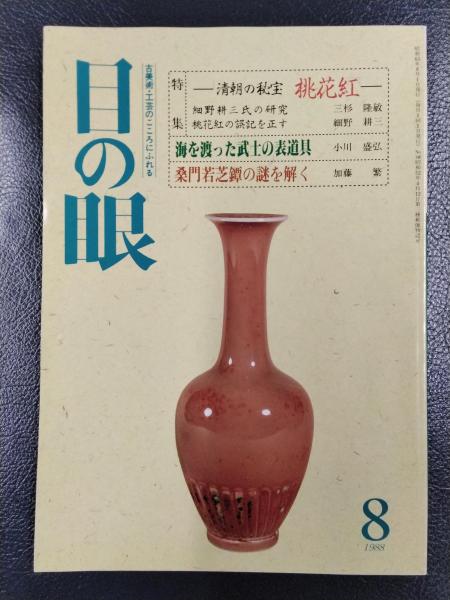 目の眼
古美術・工芸のこころにふれる
特集
―清朝の秘宝 桃花紅―
細野耕三氏の研究 三杉 隆敏
桃花紅の誤記を正す 細野 耕三
海を渡った武士の表道具 小川 盛弘
桑門若芝鐔の謎を解く 加藤 繁
8
1988